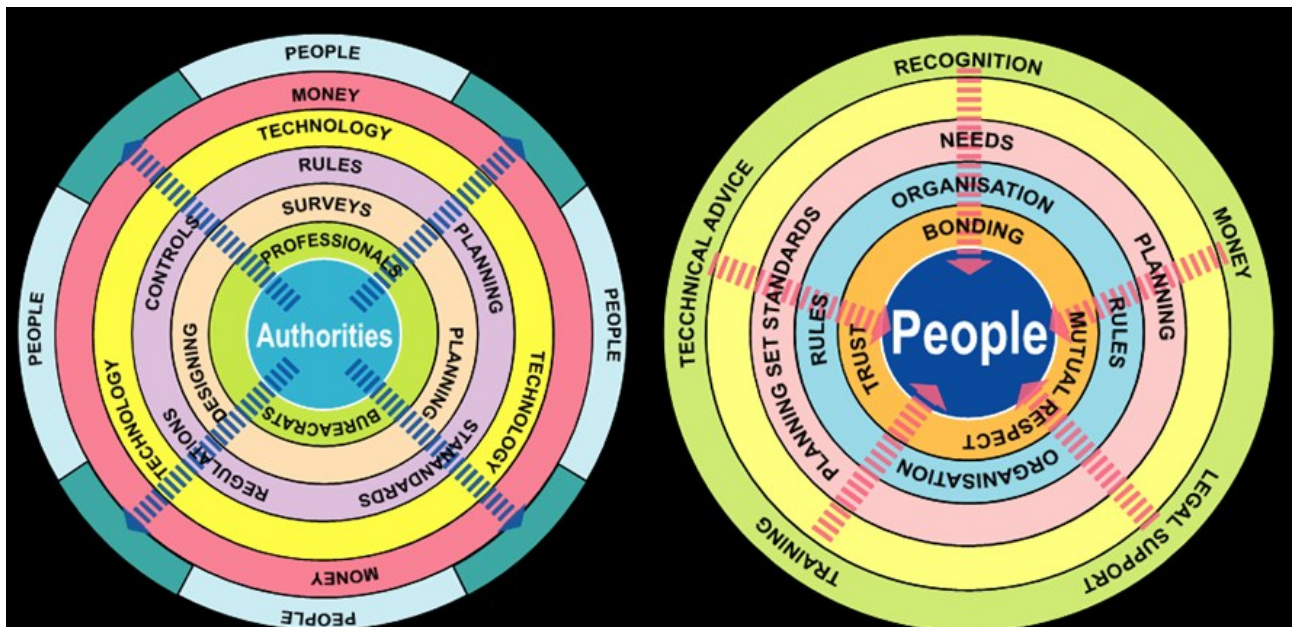 PEOPLE
MONEY
TECHNOLOGY
RULES
SURVEYS
PROFESSIONALS
Authorities
BUREACRATS
CONTROLS
PLANNING
DESIGNING
PLANNING
TECHNOLOGY
TECHNOLOGY
REGULATIONS
STANANDARDS
PEOPLE
PEOPLE
MONEY
PEOPLE
RECOGNITION
NEEDS
ORGANISATION
BONDING
People
TRUST
MUTUAL RESPECT
RULES
RULES
ORGANISATION
PLANNING SET STANDARDS
PLANNING
TECCHNICAL ADVICE
MONEY
TRAINING
LEGAL SUPPORT